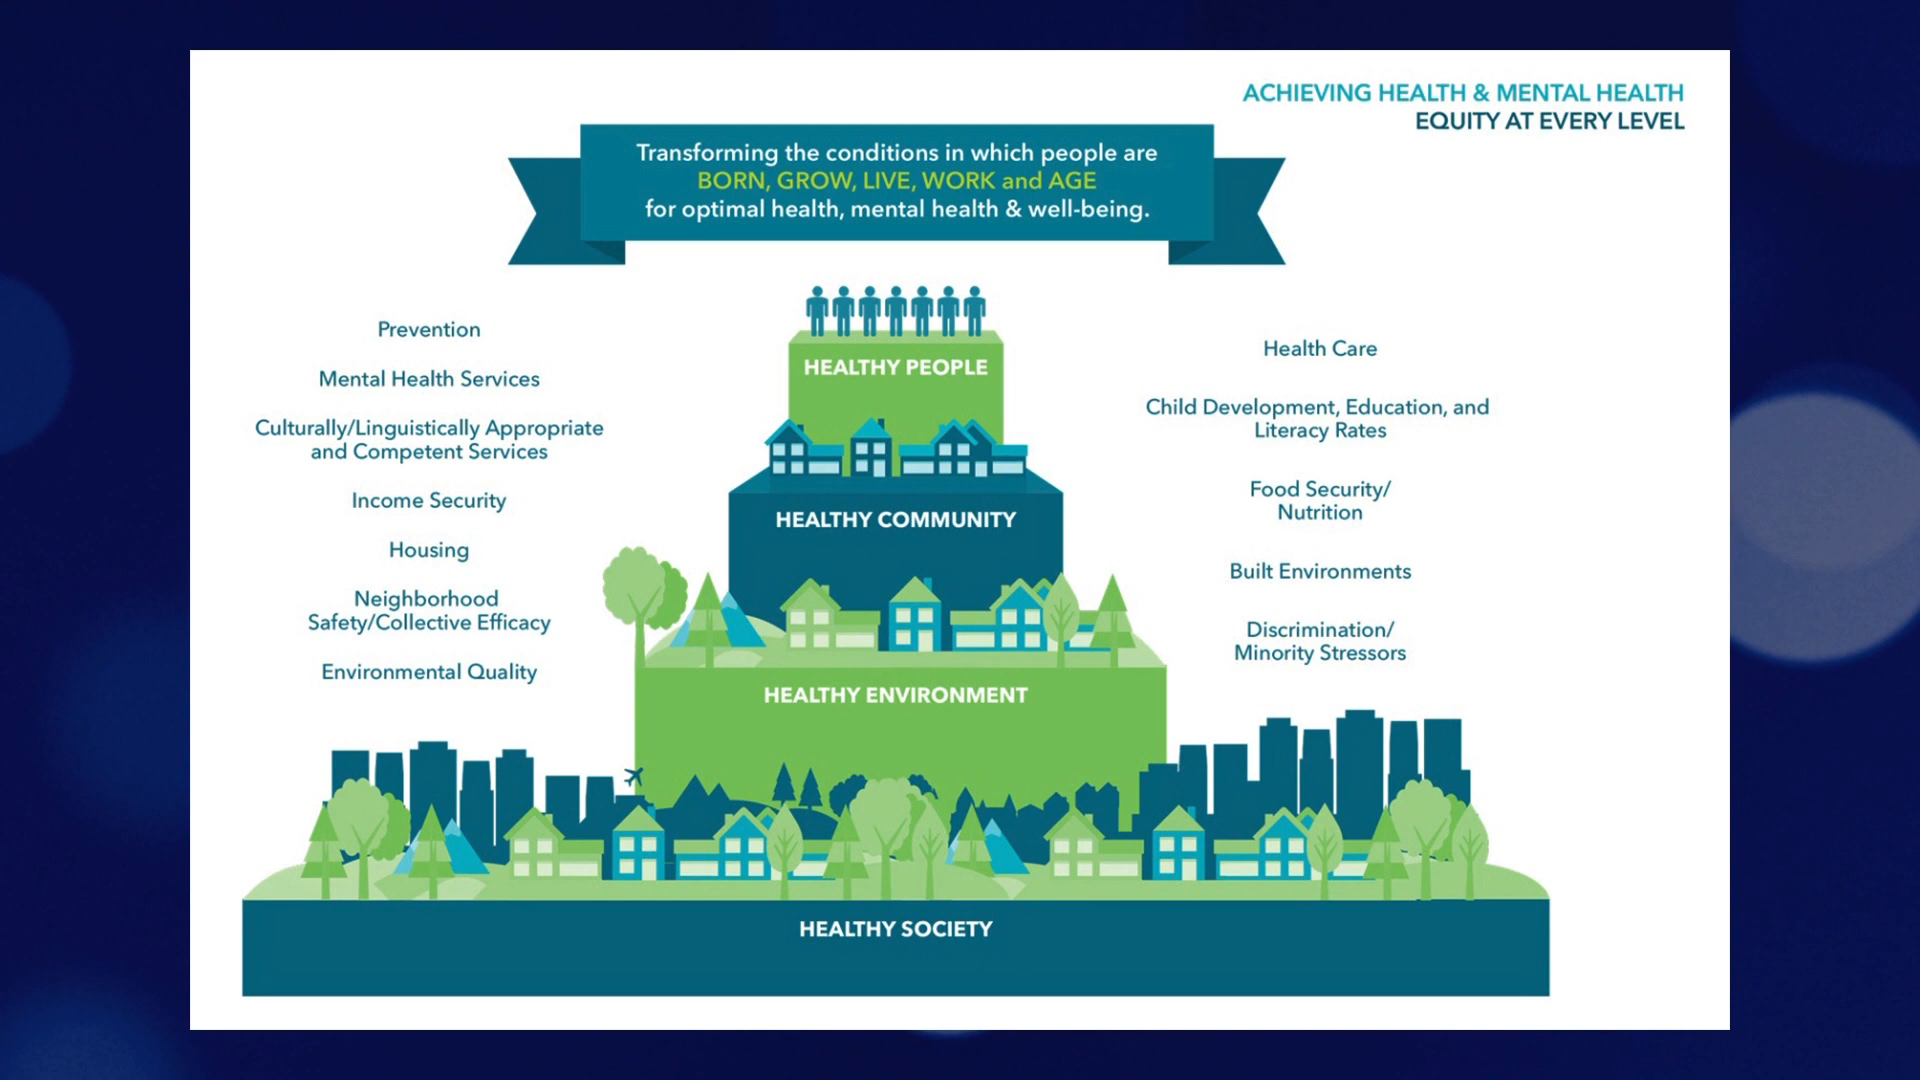 ACHIEVING HEALTH & MENTAL HEALTH
EQUITY AT EVERY LEVEL
Transforming the conditions in which people are
BORN, GROW, LIVE, WORK and AGE
for optimal health, mental health & well-being.
Prevention
Mental Health Services
Culturally/Linguistically Appropriate
and Competent Services
Income Security
Housing
Neighborhood
Safety/Collective Efficacy
Environmental Quality
HEALTHY PEOPLE
HEALTHY COMMUNITY
HEALTHY ENVIRONMENT
HEALTHY SOCIETY
Health Care
Child Development, Education, and
Literacy Rates
Food Security/
Nutrition
Built Environments
Discrimination/
Minority Stressors